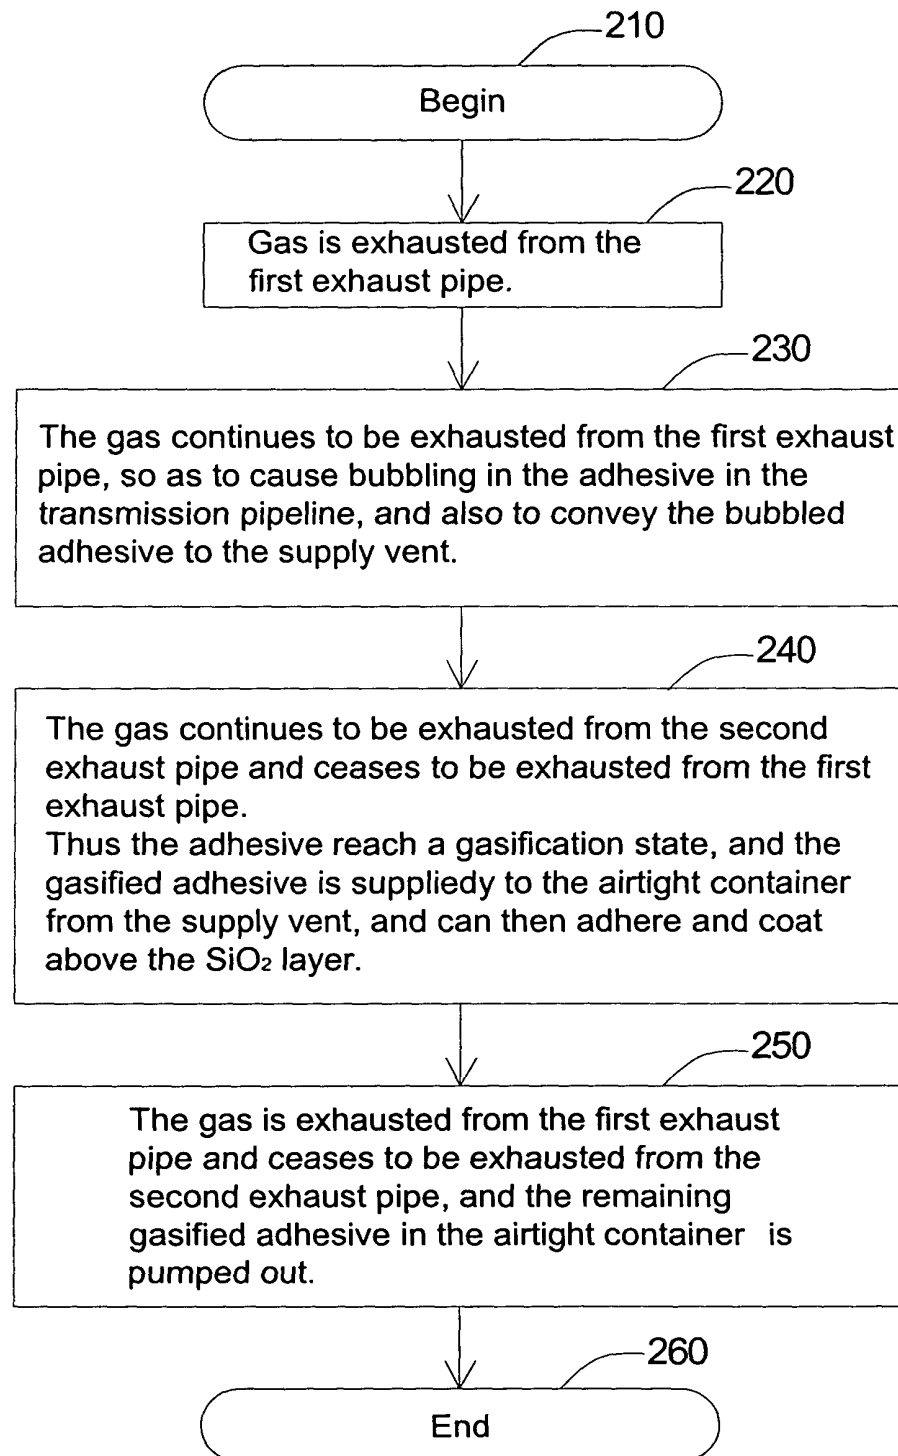 210
Begin
220
Gas is exhausted from the
first exhaust pipe.
230
The gas continues to be exhausted from the first exhaust
pipe, so as to cause bubbling in the adhesive in the
transmission pipeline, and also to convey the bubbled
adhesive to the supply vent.
240
The gas continues to be exhausted from the second
exhaust pipe and ceases to be exhausted from the first
exhaust pipe.
Thus the adhesive reach a gasification state, and the
gasified adhesive is suppliedy to the airtight container
from the supply vent, and can then adhere and coat
above the SiO₂ layer.
250
The gas is exhausted from the first exhaust
pipe and ceases to be exhausted from the
second exhaust pipe, and the remaining
gasified adhesive in the airtight container is
pumped out.
260
End